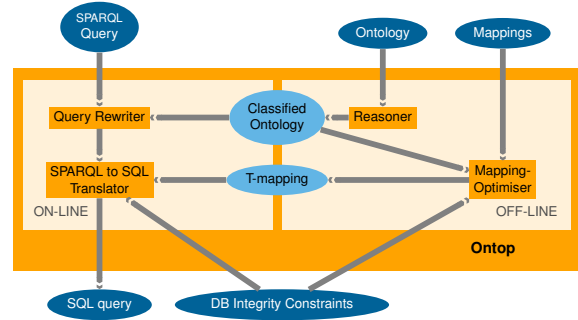 SPARQL
Query
Ontology
Mappings
Query Rewriter
Classified
Ontology
Reasoner
SPARQL to SQL
Translator
T-mapping
Mapping-
Optimiser
ON-LINE
OFF-LINE
Ontop
SQL query
DB Integrity Constraints